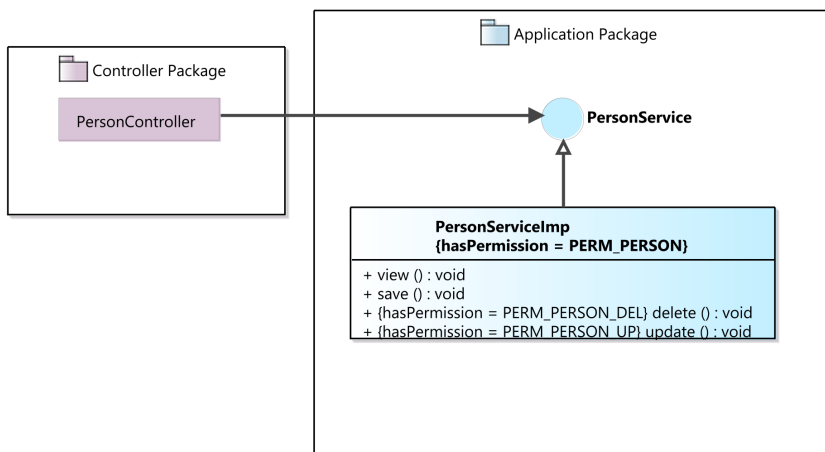 Application Package
Controller Package
PersonController
PersonService
PersonServiceImp
{hasPermission = PERM_PERSON}
+ view () : void
+ save () : void
+ {hasPermission = PERM_PERSON_DEL} delete () : void
+ {hasPermission = PERM_PERSON_UP} update () : void